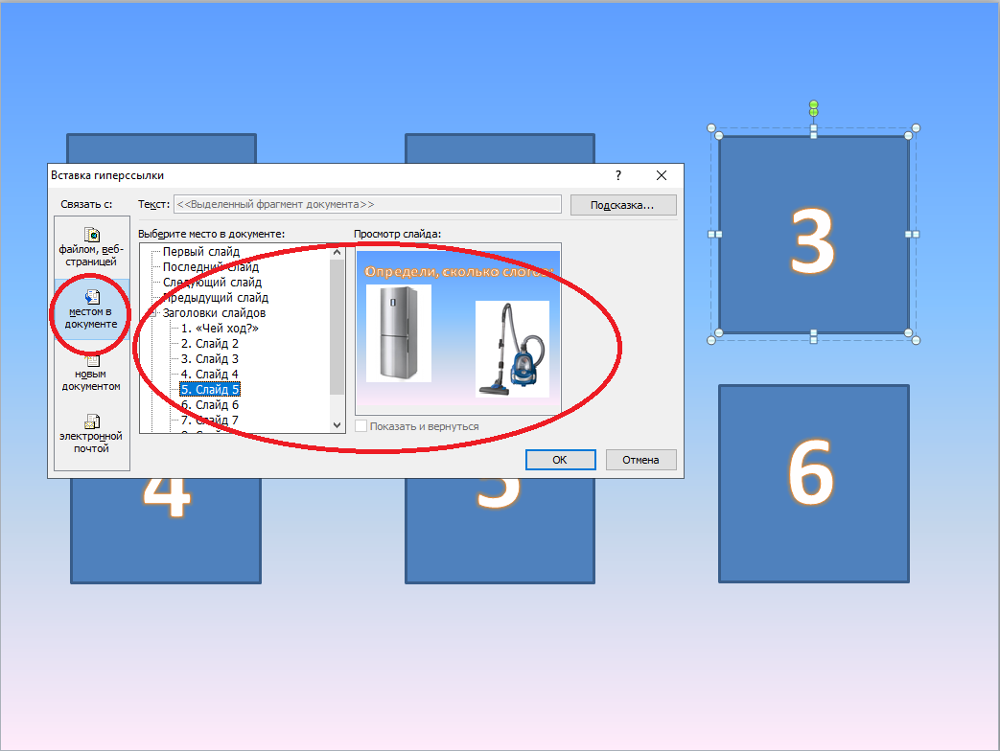 3
Вставка гиперссылки
?
Связать с:
Текст: <<Выделенный фрагмент документа>>
Подсказка...
файлом, веб-
страницей
местом в
документе
новым
документом
электронной
почтой
Выберите место в документе:
Первый слайд
Последний слайд
Следующий слайд
Предыдущий слайд
Заголовки слайдов
1. «Чей ход?»
2. Слайд 2
3. Слайд 3
4. Слайд 4
5. Слайд 5
6. Слайд 6
7. Слайд 7
Просмотр слайда:
Определи, сколько слогов
Показать и вернуться
ОК
Отмена
4
5
6